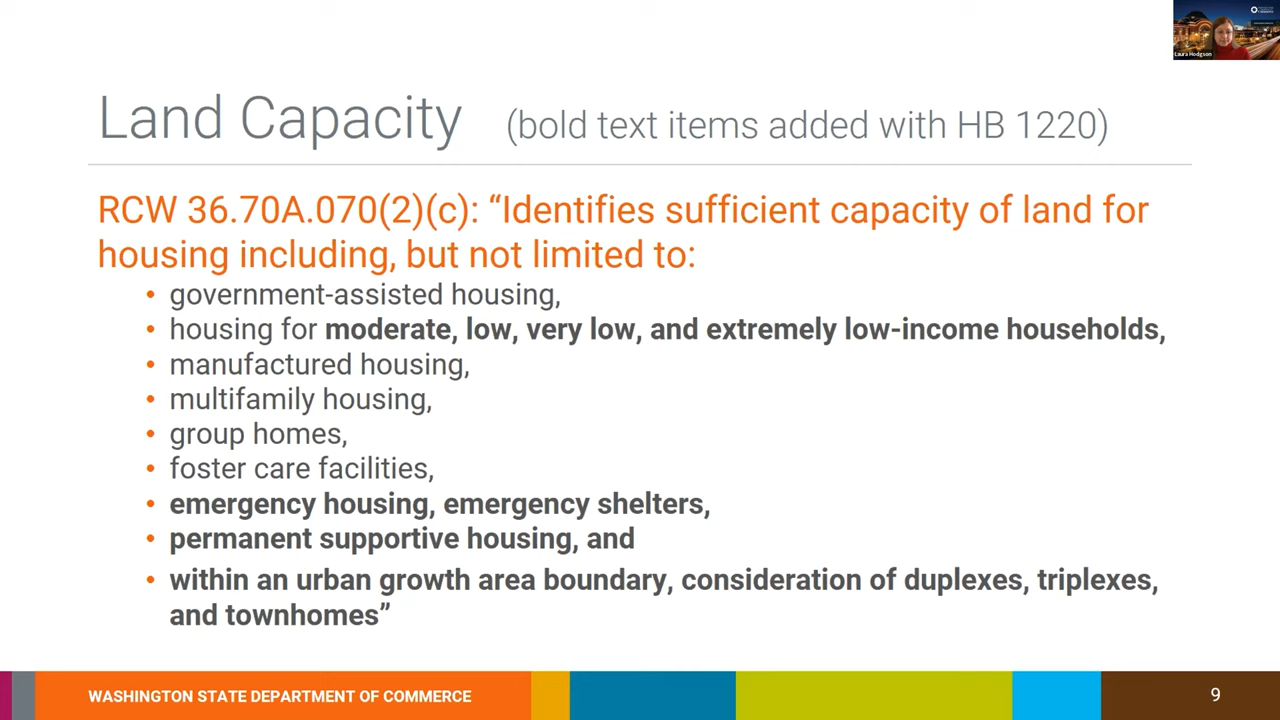 Laura Hodgson
Land Capacity (bold text items added with HB 1220)
RCW 36.70A.070(2)(c): “Identifies sufficient capacity of land for
housing including, but not limited to:
• government-assisted housing,
• housing for moderate, low, very low, and extremely low-income households,
• manufactured housing,
• multifamily housing,
• group homes,
• foster care facilities,
• emergency housing, emergency shelters,
• permanent supportive housing, and
• within an urban growth area boundary, consideration of duplexes, triplexes,
and townhomes”
WASHINGTON STATE DEPARTMENT OF COMMERCE
9